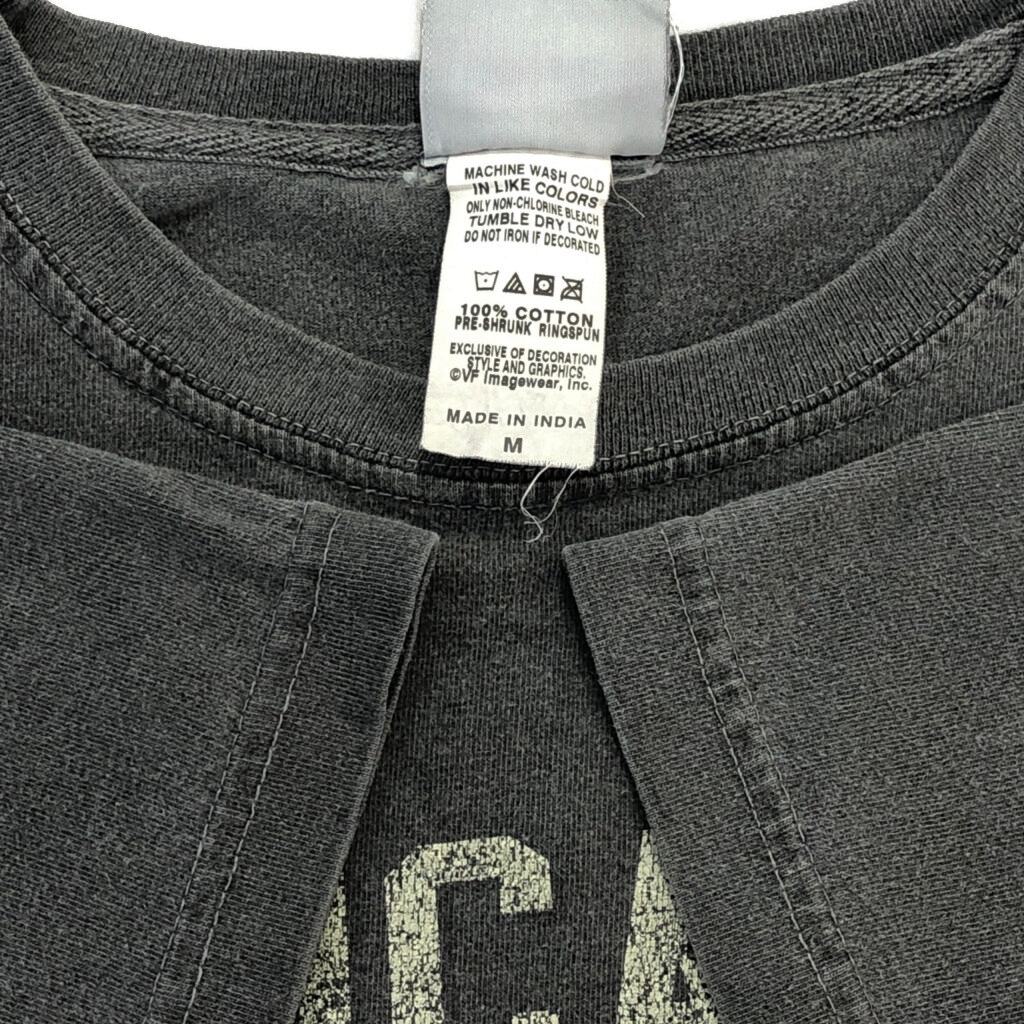 MACHINE WASH COLD
IN LIKE COLORS
ONLY NON-CHLORINE BLEACH
TUMBLE DRY LOW
DO NOT IRON IF DECORATED
100% COTTON
PRE-SHRUNK RINGSPUN
EXCLUSIVE OF DECORATION
STYLE AND GRAPHICS.
©VF Imagewear, Inc.
MADE IN INDIA
M
CA